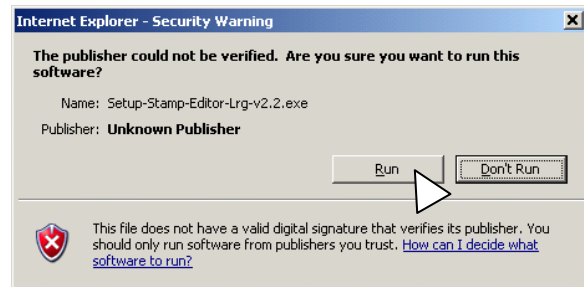 Internet Explorer - Security Warning
The publisher could not be verified. Are you sure you want to run this
software?
Name: Setup-Stamp-Editor-Lrg-v2.2.exe
Publisher: Unknown Publisher
Run Don't Run
This file does not have a valid digital signature that verifies its publisher. You
should only run software from publishers you trust. How can I decide what
software to run?